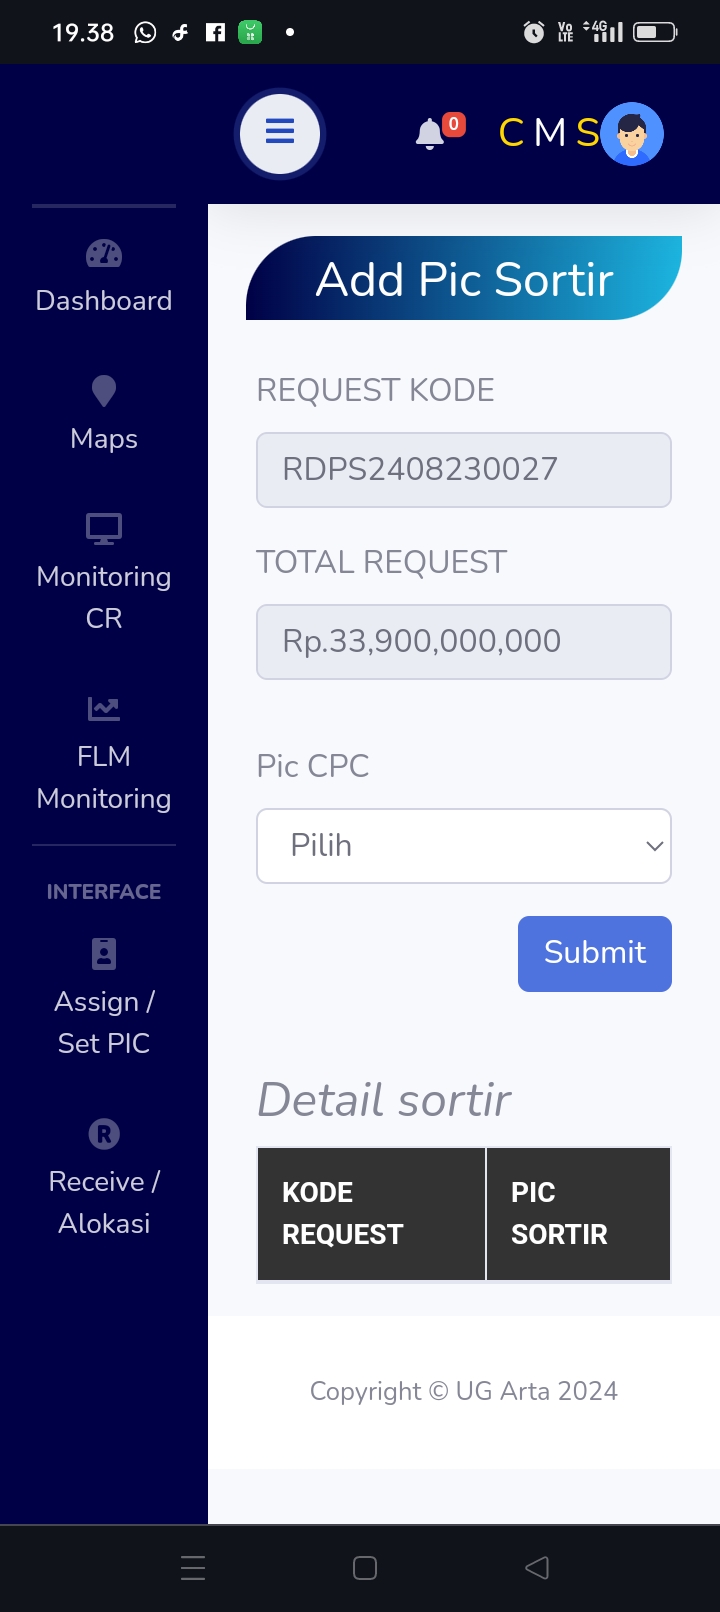 19.38
Vo LTE 4G
0
C M S
Dashboard
Maps
Monitoring
CR
FLM
Monitoring
INTERFACE
Assign /
Set PIC
R
Receive /
Alokasi
Add Pic Sortir
REQUEST KODE
RDPS2408230027
TOTAL REQUEST
Rp.33,900,000,000
Pic CPC
Pilih
Submit
Detail sortir
KODE REQUEST
PIC SORTIR
Copyright © UG Arta 2024